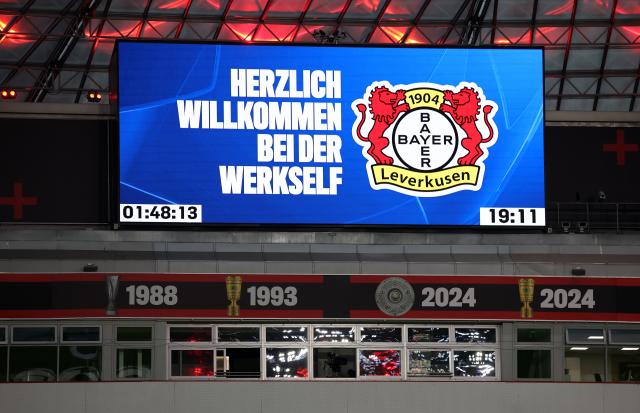 HERZLICH
WILLKOMMEN
BEI DER
WERKSELF
1904
BAYER
BAYER
Leverkusen
01:48:13
19:11
1988
1993
2024
2024